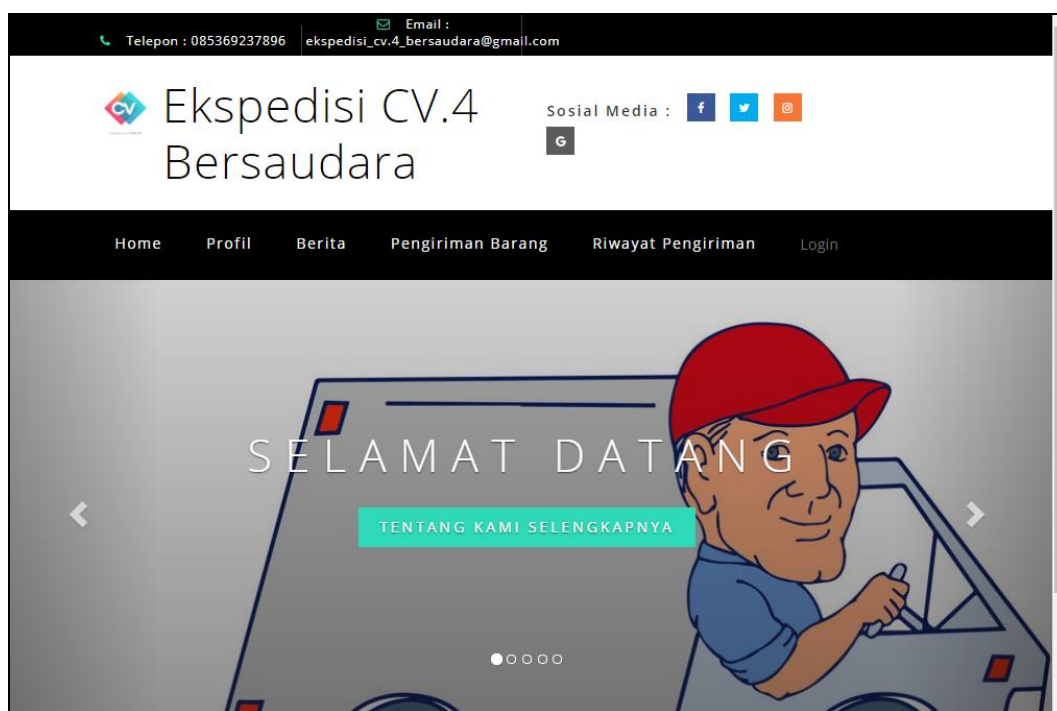 Email :
Telepon : 085369237896 ekspedisi_cv.4_bersaudara@gmail.com
CV
Ekspedisi CV.4
Bersaudara
Sosial Media :
Home Profil Berita Pengiriman Barang Riwayat Pengiriman Login
SELAMAT DATANG
TENTANG KAMI SELENGKAPNYA